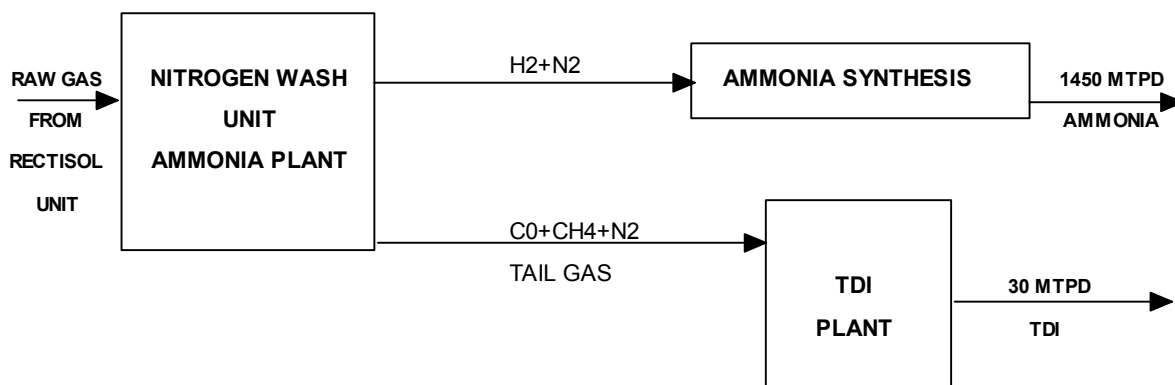 RAW GAS
FROM
RECTISOL
UNIT
NITROGEN WASH
UNIT
AMMONIA PLANT
H2+N2
AMMONIA SYNTHESIS
1450 MTPD
AMMONIA
C0+CH4+N2
TAIL GAS
TDI
PLANT
30 MTPD
TDI